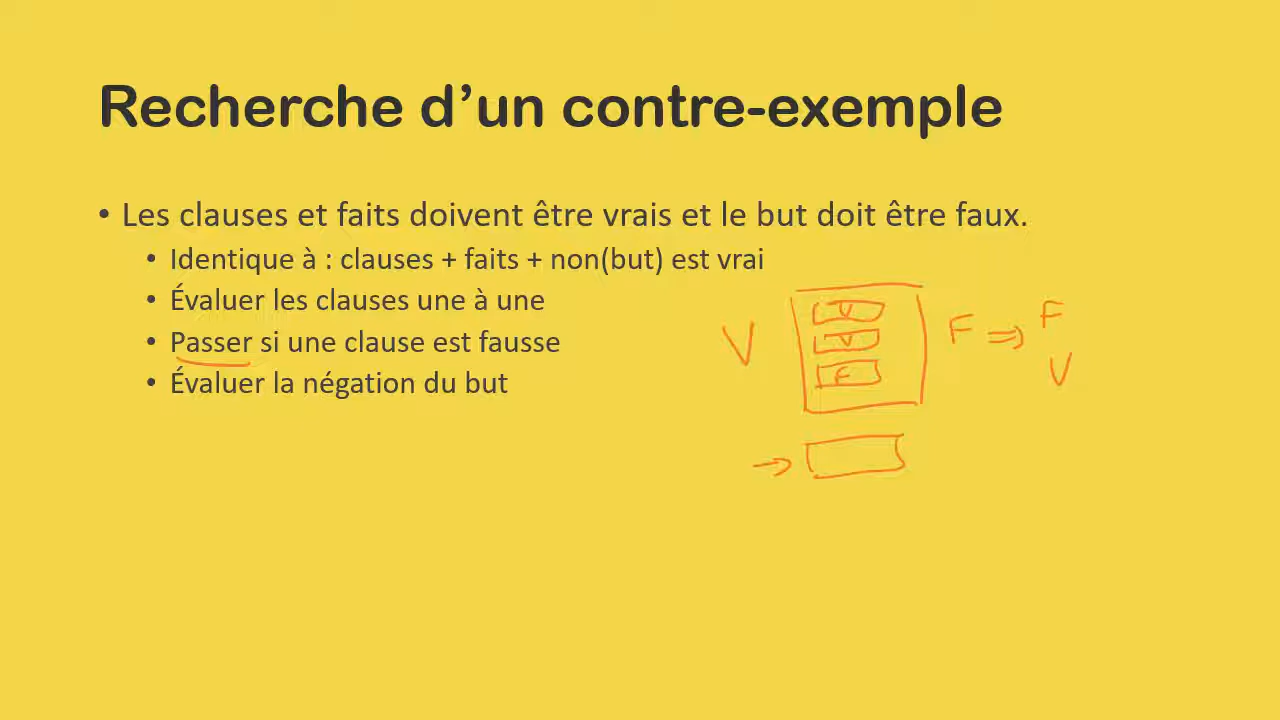 Recherche d’un contre-exemple
• Les clauses et faits doivent être vrais et le but doit être faux.
• Identique à : clauses + faits + non(but) est vrai
• Évaluer les clauses une à une
• Passer si une clause est fausse
• Évaluer la négation du but
V
V
V
F
F ⇒ F
V
→